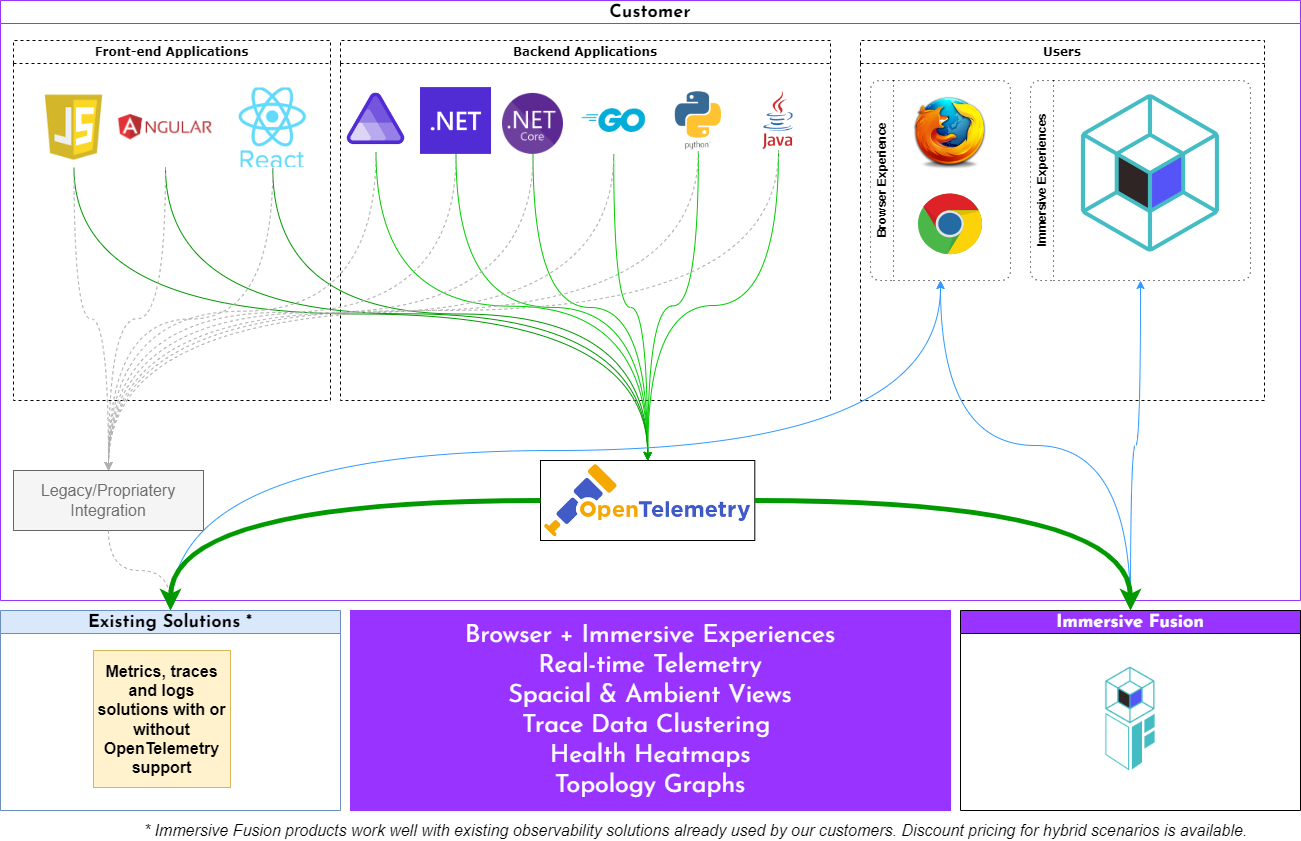 Customer
Front-end Applications
Backend Applications
Users
JS
ANGULAR
React
.NET
.NET
Core
GO
python
Java
Browser Experience
Immersive Experiences
Legacy/Propriatery
Integration
OpenTelemetry
Existing Solutions *
Metrics, traces
and logs
solutions with or
without
OpenTelemetry
support
Browser + Immersive Experiences
Real-time Telemetry
Spacial & Ambient Views
Trace Data Clustering
Health Heatmaps
Topology Graphs
Immersive Fusion
* Immersive Fusion products work well with existing observability solutions already used by our customers. Discount pricing for hybrid scenarios is available.